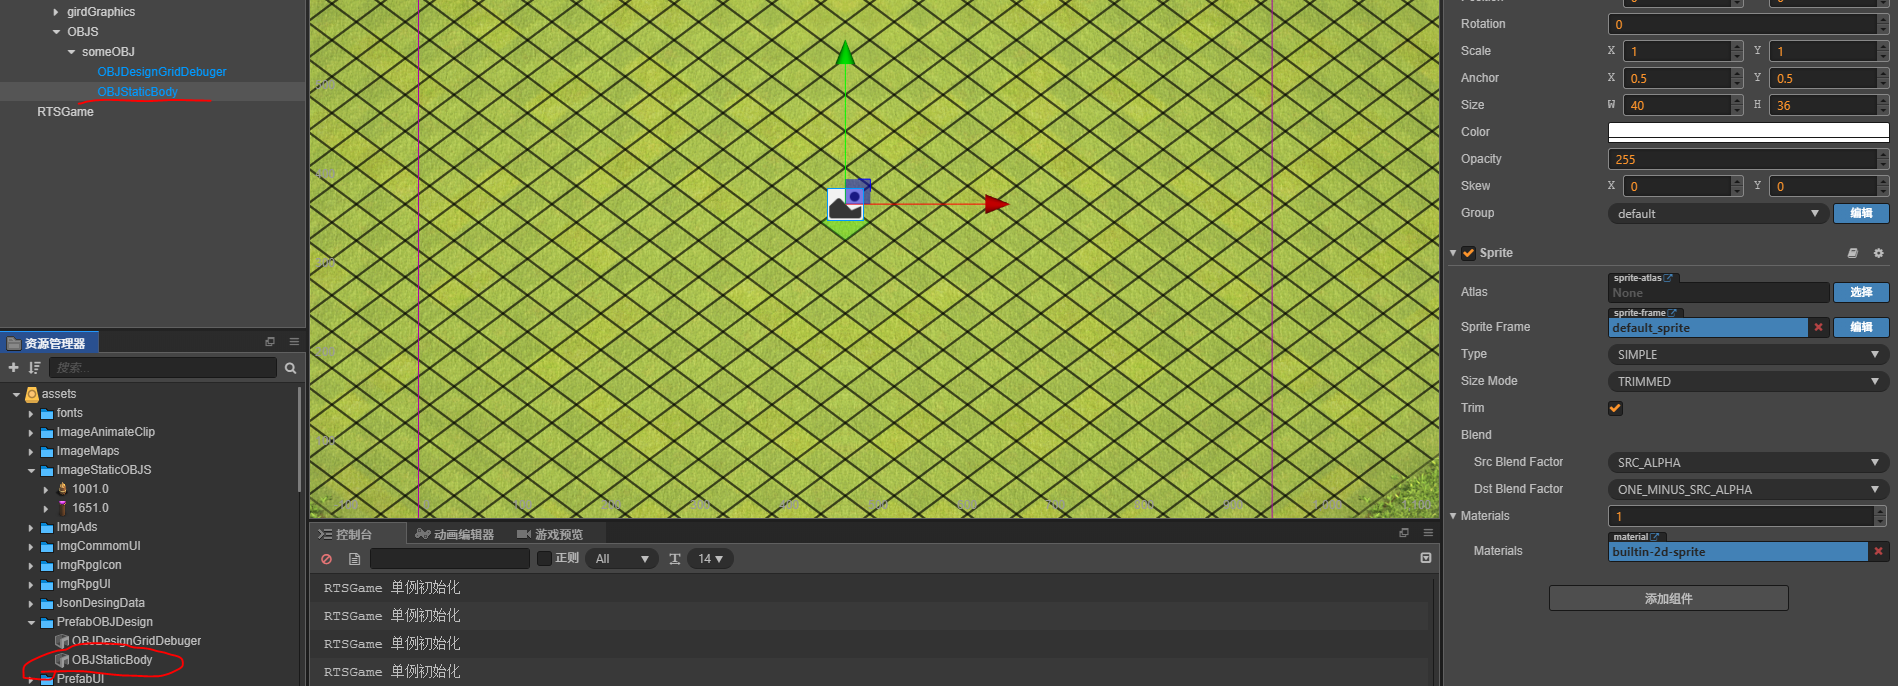 girdGraphics
OBJS
someOBJ
OBJDesignGridDebuger
OBJStaticBody
RTSGame
资源管理器
搜索...
assets
fonts
ImageAnimateClip
ImageMaps
ImageStaticOBJS
1001.0
1651.0
ImgAds
ImgCommomUI
ImgRpgIcon
ImgRpgUI
JsonDesingData
PrefabOBJDesign
OBJDesignGridDebuger
OBJStaticBody
PrefabUI
控制台 动画编辑器 游戏预览
正则 All 14
RTSGame 单例初始化
RTSGame 单例初始化
RTSGame 单例初始化
RTSGame 单例初始化
Rotation 0
Scale X 1 Y 1
Anchor X 0.5 Y 0.5
Size W 40 H 36
Color
Opacity 255
Skew X 0 Y 0
Group default 编辑
Sprite
sprite-atlas
Atlas None 选择
sprite-frame
Sprite Frame default_sprite 编辑
Type SIMPLE
Size Mode TRIMMED
Trim
Blend
Src Blend Factor SRC_ALPHA
Dst Blend Factor ONE_MINUS_SRC_ALPHA
Materials 1
material
Materials builtin-2d-sprite
添加组件